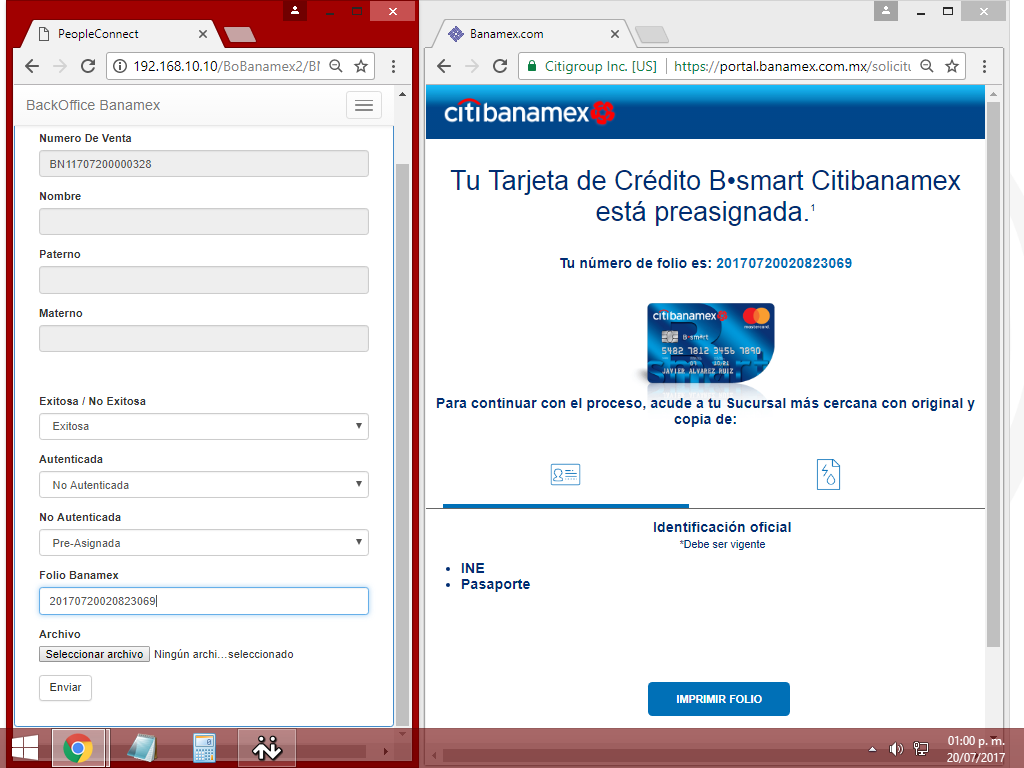 PeopleConnect
192.168.10.10/BoBanamex2/BN
BackOffice Banamex
Numero De Venta
BN11707200000328
Nombre
Paterno
Materno
Exitosa / No Exitosa
Exitosa
Autenticada
No Autenticada
No Autenticada
Pre-Asignada
Folio Banamex
20170720020823069
Archivo
Seleccionar archivo Ningún archi...seleccionado
Enviar
Banamex.com
Citigroup Inc. [US] https://portal.banamex.com.mx/solicitu
citibanamex
Tu Tarjeta de Crédito B•smart Citibanamex
está preasignada.1
Tu número de folio es: 20170720020823069
citibanamex
mastercard
B•smart
5482 7812 3456 7890
JAVIER ALVAREZ RUIZ
Para continuar con el proceso, acude a tu Sucursal más cercana con original y
copia de:
Identificación oficial
*Debe ser vigente
• INE
• Pasaporte
IMPRIMIR FOLIO
01:00 p. m.
20/07/2017